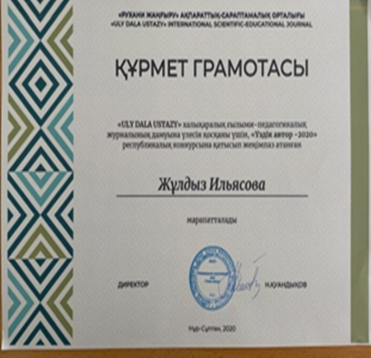 «РУХАНИ ЖАҢҒЫРУ» АҚПАРАТТЫҚ-САРАПТАМАЛЫҚ ОРТАЛЫҒЫ
«ULY DALA USTAZY» INTERNATIONAL SCIENTIFIC-EDUCATIONAL JOURNAL
ҚҰРМЕТ ГРАМОТАСЫ
«ULY DALA USTAZY» халықаралық ғылыми-педагогикалық
журналының дамуына үлесін қосқаны үшін, «Үздік автор -2020»
республикалық конкурсына қатысып жеңімпаз атанған
Жұлдыз Ильясова
марапатталады
ДИРЕКТОР
Н.ҚУАНДЫҚОВ
Нұр-Сұлтан, 2020